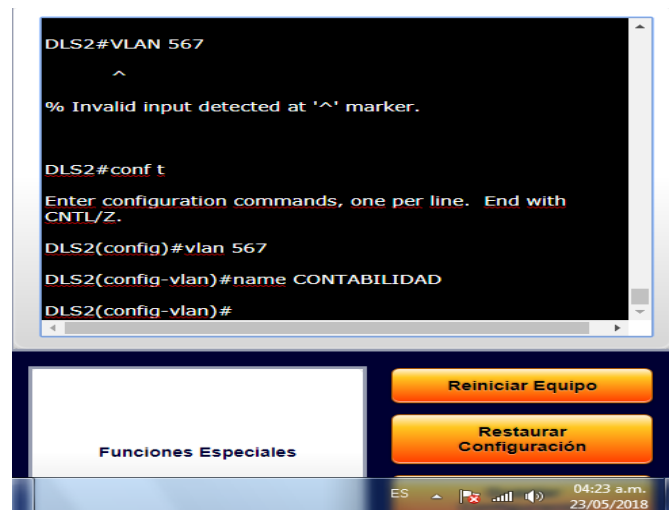 DLS2#VLAN 567
^
% Invalid input detected at '^' marker.
DLS2#conf t
Enter configuration commands, one per line. End with
CNTL/Z.
DLS2(config)#vlan 567
DLS2(config-vlan)#name CONTABILIDAD
DLS2(config-vlan)#
Reiniciar Equipo
Restaurar
Configuración
Funciones Especiales
ES
04:23 a.m.
23/05/2018